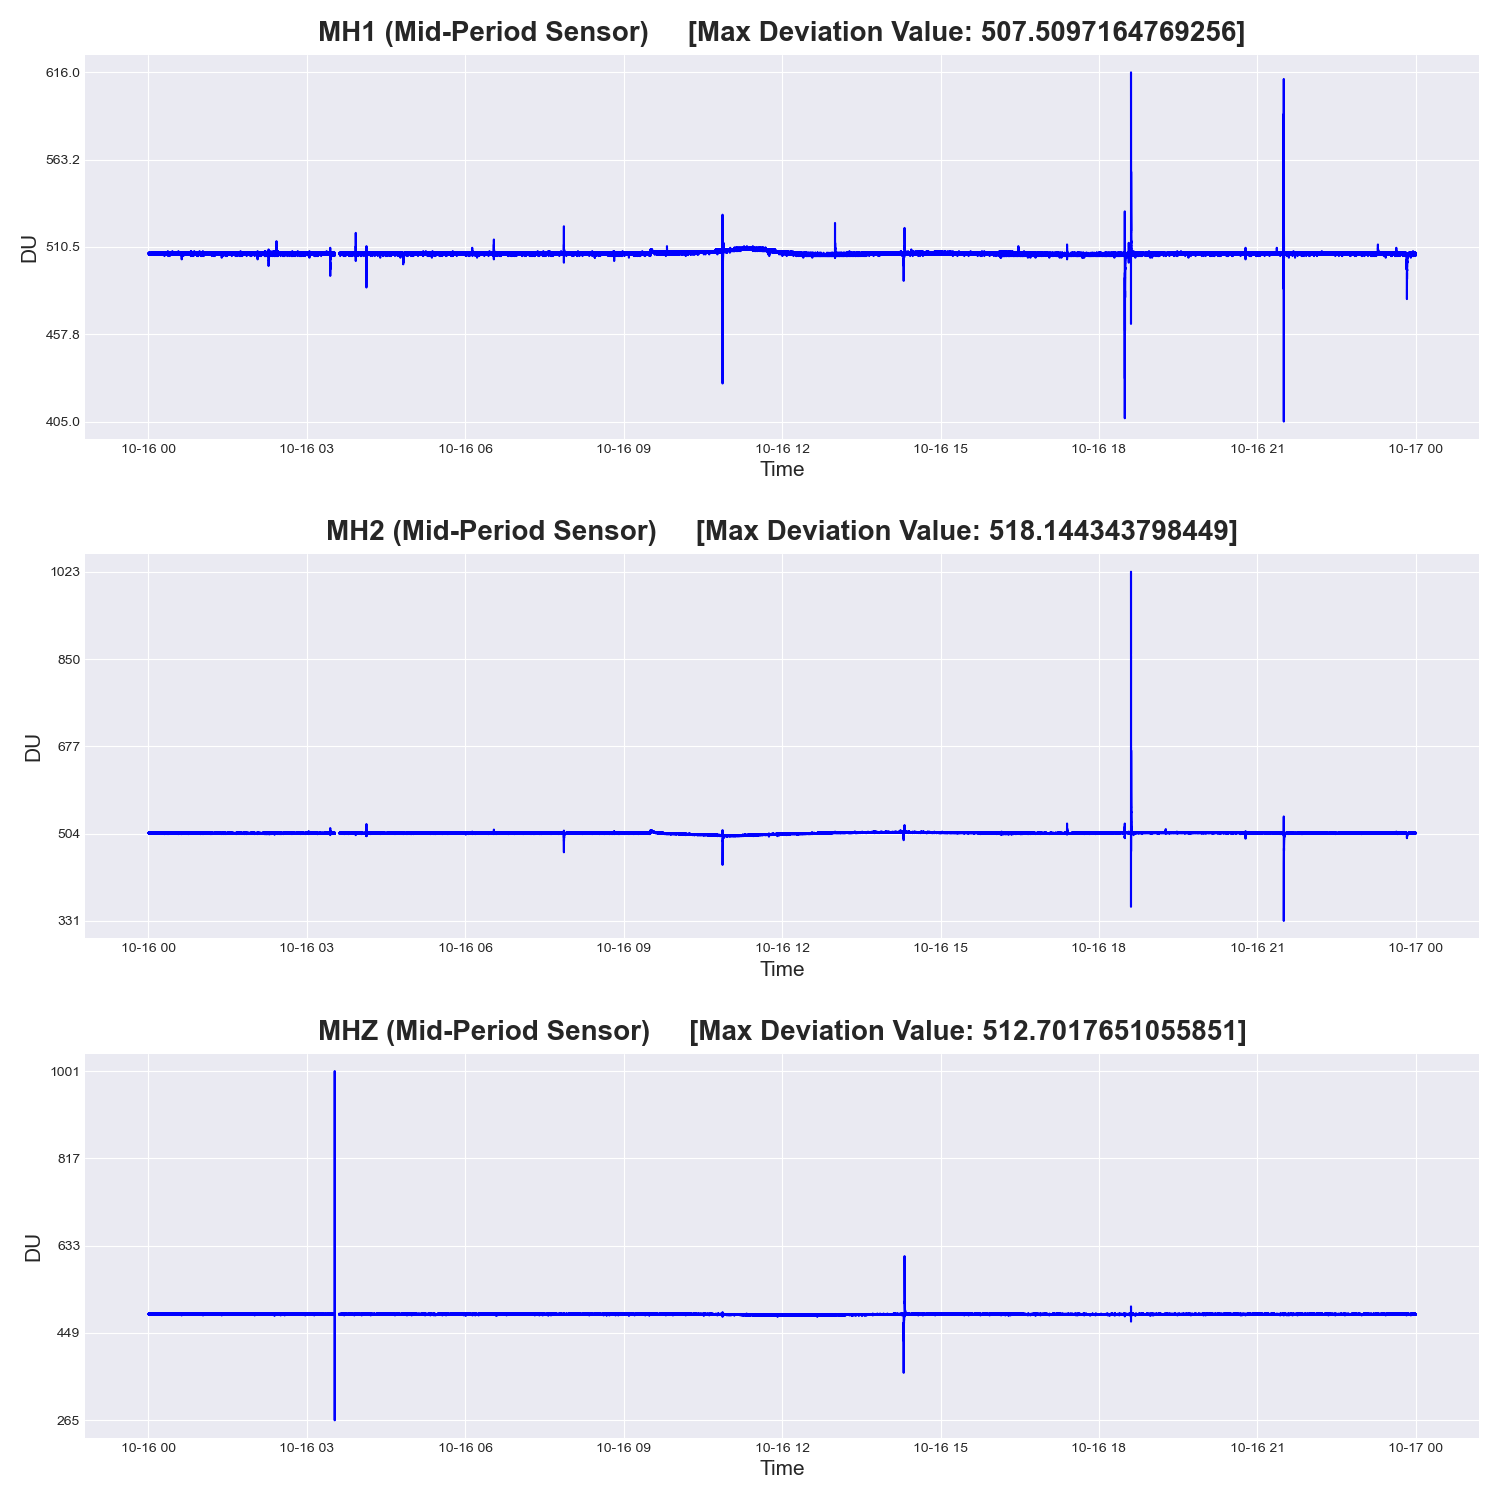 MH1 (Mid-Period Sensor) [Max Deviation Value: 507.5097164769256]
616.0
563.2
510.5
457.8
405.0
DU
10-16 00 10-16 03 10-16 06 10-16 09 10-16 12 10-16 15 10-16 18 10-16 21 10-17 00
Time
MH2 (Mid-Period Sensor) [Max Deviation Value: 518.144343798449]
1023
850
677
504
331
DU
10-16 00 10-16 03 10-16 06 10-16 09 10-16 12 10-16 15 10-16 18 10-16 21 10-17 00
Time
MHZ (Mid-Period Sensor) [Max Deviation Value: 512.7017651055851]
1001
817
633
449
265
DU
10-16 00 10-16 03 10-16 06 10-16 09 10-16 12 10-16 15 10-16 18 10-16 21 10-17 00
Time